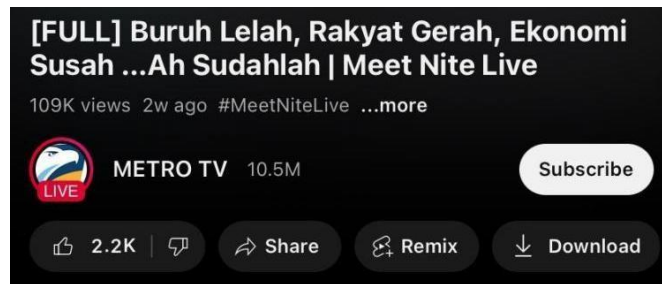 [FULL] Buruh Lelah, Rakyat Gerah, Ekonomi
Susah ...Ah Sudahlah | Meet Nite Live
109K views 2w ago #MeetNiteLive ...more
METRO TV 10.5M
LIVE
Subscribe
2.2K
Share
Remix
Download